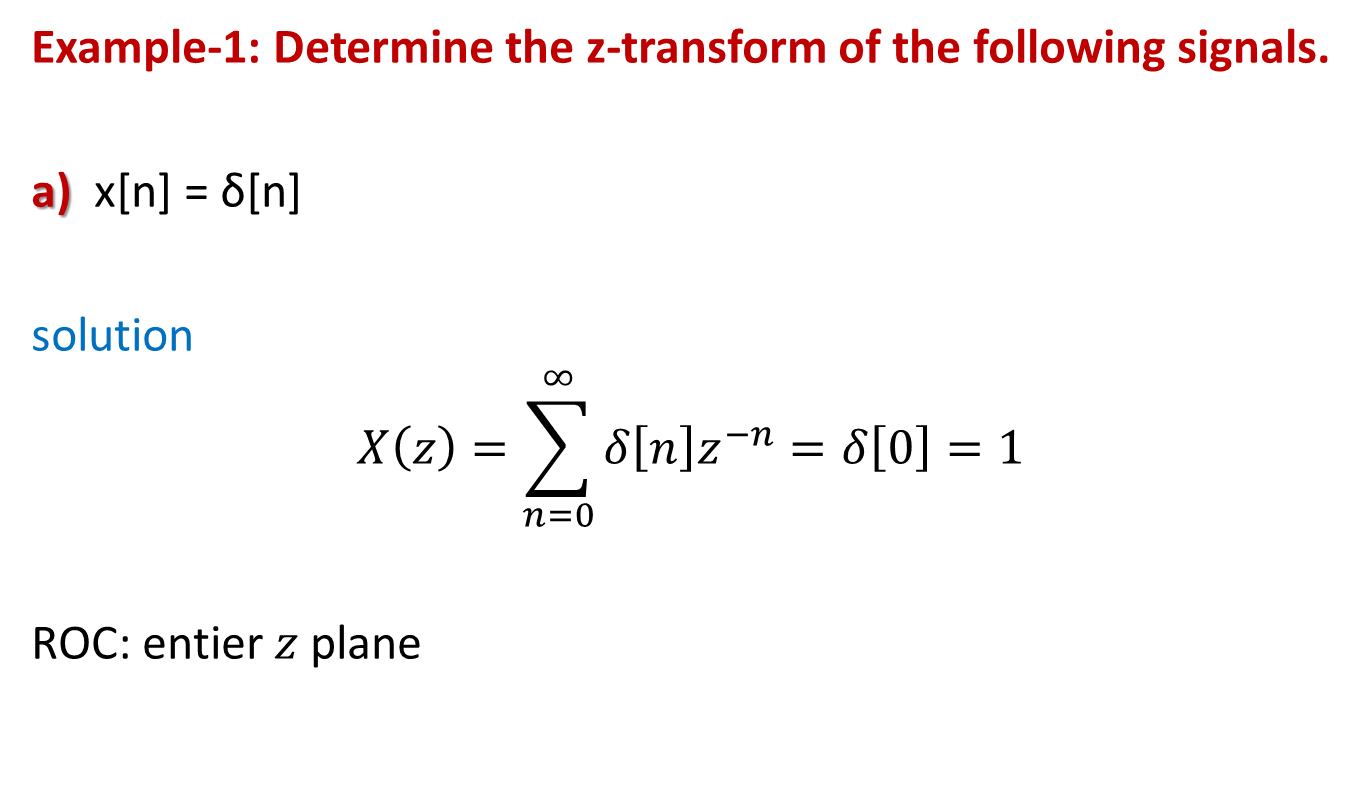 Example-1: Determine the z-transform of the following signals.
a) x[n] = δ[n]
solution
X(z) = ∑_{n=0}^{∞} δ[n]z^{−n} = δ[0] = 1
ROC: entier z plane